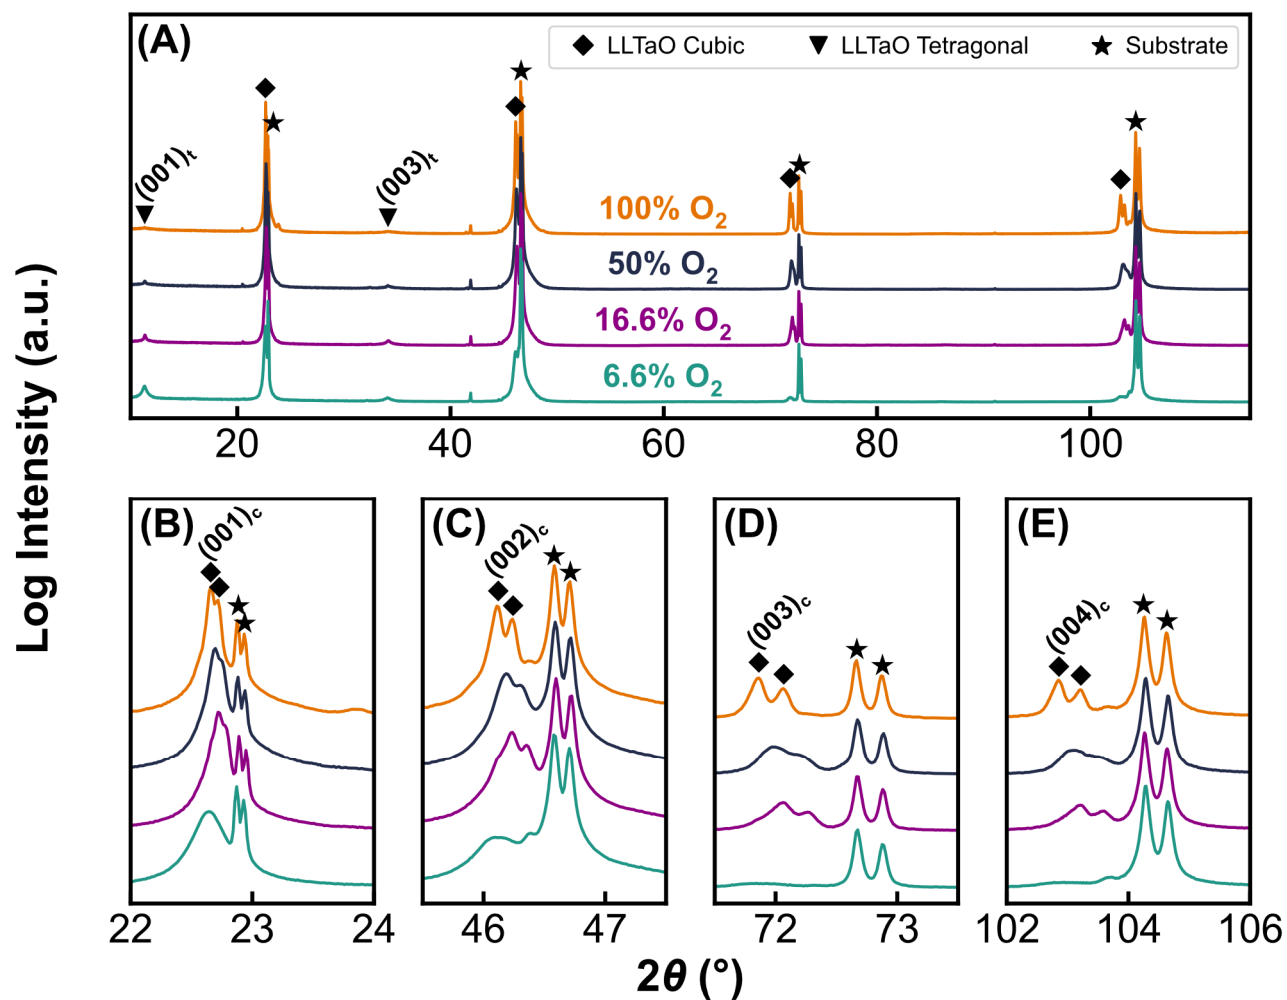 (A)
◆ LLTaO Cubic ▼ LLTaO Tetragonal ★ Substrate
(001)t
(003)t
100% O2
50% O2
16.6% O2
6.6% O2
20 40 60 80 100
Log Intensity (a.u.)
(B) (001)c
(C) (002)c
(D) (003)c
(E) (004)c
22 23 24
46 47
72 73
102 104 106
2θ (°)